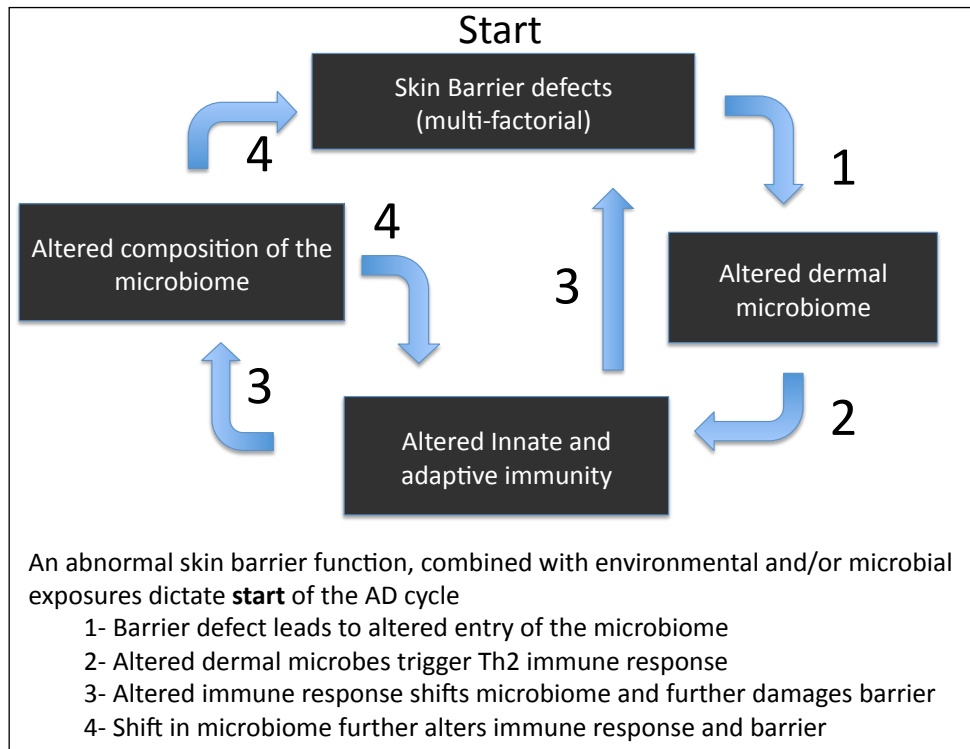 Start
Skin Barrier defects
(multi-factorial)
4
1
Altered composition of the
microbiome
4
3
Altered dermal
microbiome
3
2
Altered Innate and
adaptive immunity
An abnormal skin barrier function, combined with environmental and/or microbial
exposures dictate start of the AD cycle
1- Barrier defect leads to altered entry of the microbiome
2- Altered dermal microbes trigger Th2 immune response
3- Altered immune response shifts microbiome and further damages barrier
4- Shift in microbiome further alters immune response and barrier